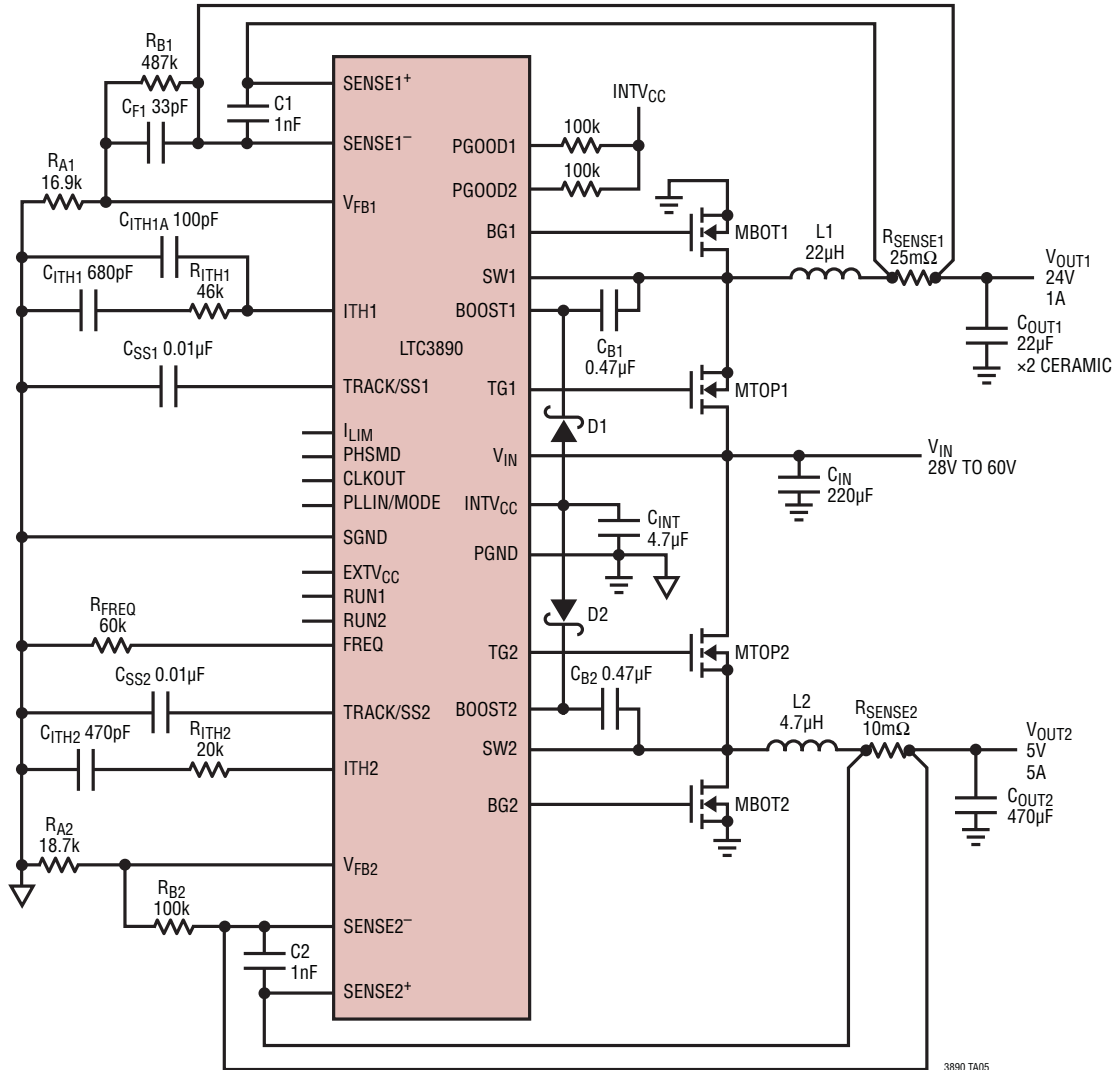 RB1
487k
CF1 33pF
C1
1nF
RA1
16.9k
CITH1A 100pF
CITH1 680pF
RITH1
46k
CSS1 0.01µF
RFREQ
60k
CSS2 0.01µF
CITH2 470pF
RITH2
20k
RA2
18.7k
RB2
100k
C2
1nF
SENSE1+
SENSE1–
VFB1
ITH1
LTC3890
TRACK/SS1
ILIM
PHSMD
CLKOUT
PLLIN/MODE
SGND
EXTVCC
RUN1
RUN2
FREQ
TRACK/SS2
ITH2
VFB2
SENSE2–
SENSE2+
PGOOD1
PGOOD2
BG1
SW1
BOOST1
TG1
VIN
INTVCC
PGND
TG2
BOOST2
SW2
BG2
INTVCC
100k
100k
MBOT1
L1
22µH
RSENSE1
25mΩ
VOUT1
24V
1A
COUT1
22µF
×2 CERAMIC
CB1
0.47µF
MTOP1
D1
VIN
28V TO 60V
CIN
220µF
CINT
4.7µF
D2
MTOP2
CB2 0.47µF
L2
4.7µH
RSENSE2
10mΩ
VOUT2
5V
5A
COUT2
470µF
MBOT2
3890 TA05